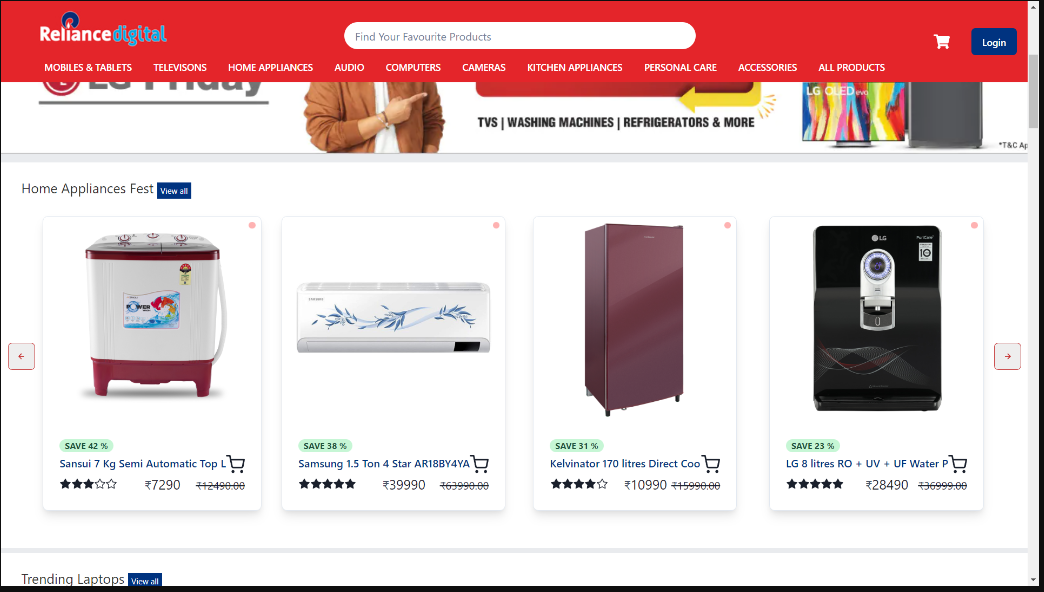 Reliance digital
Find Your Favourite Products
Login
MOBILES & TABLETS TELEVISONS HOME APPLIANCES AUDIO COMPUTERS CAMERAS KITCHEN APPLIANCES PERSONAL CARE ACCESSORIES ALL PRODUCTS
LG Friday
LG OLED evo
TVS | WASHING MACHINES | REFRIGERATORS & MORE
*T&C Ap
Home Appliances Fest View all
POWER
SAMSUNG
LG
10
SAVE 42 % SAVE 38 % SAVE 31 % SAVE 23 %
Sansui 7 Kg Semi Automatic Top L Samsung 1.5 Ton 4 Star AR18BY4YA Kelvinator 170 litres Direct Coo LG 8 litres RO + UV + UF Water P
₹7290 ₹12490.00 ₹39990 ₹63990.00 ₹10990 ₹15990.00 ₹28490 ₹36999.00
Trending Laptops View all